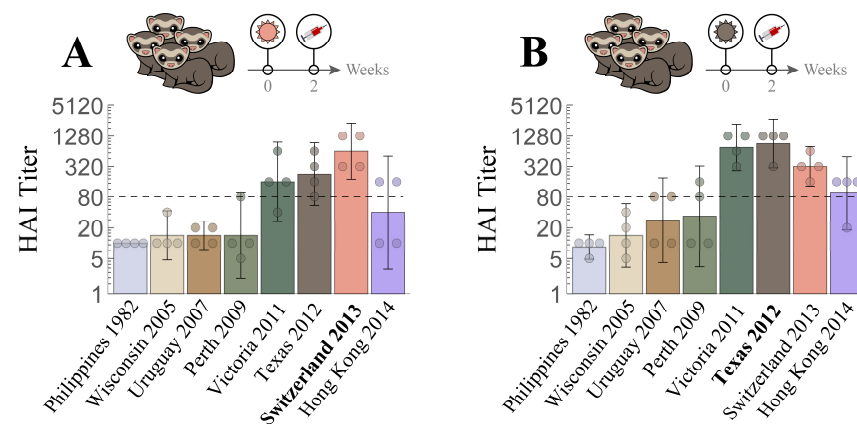 A
Weeks
0
2
HAI Titer
5120
1280
320
80
20
5
1
Philippines 1982
Wisconsin 2005
Uruguay 2007
Perth 2009
Victoria 2011
Texas 2012
Switzerland 2013
Hong Kong 2014
B
Weeks
0
2
HAI Titer
5120
1280
320
80
20
5
1
Philippines 1982
Wisconsin 2005
Uruguay 2007
Perth 2009
Victoria 2011
Texas 2012
Switzerland 2013
Hong Kong 2014